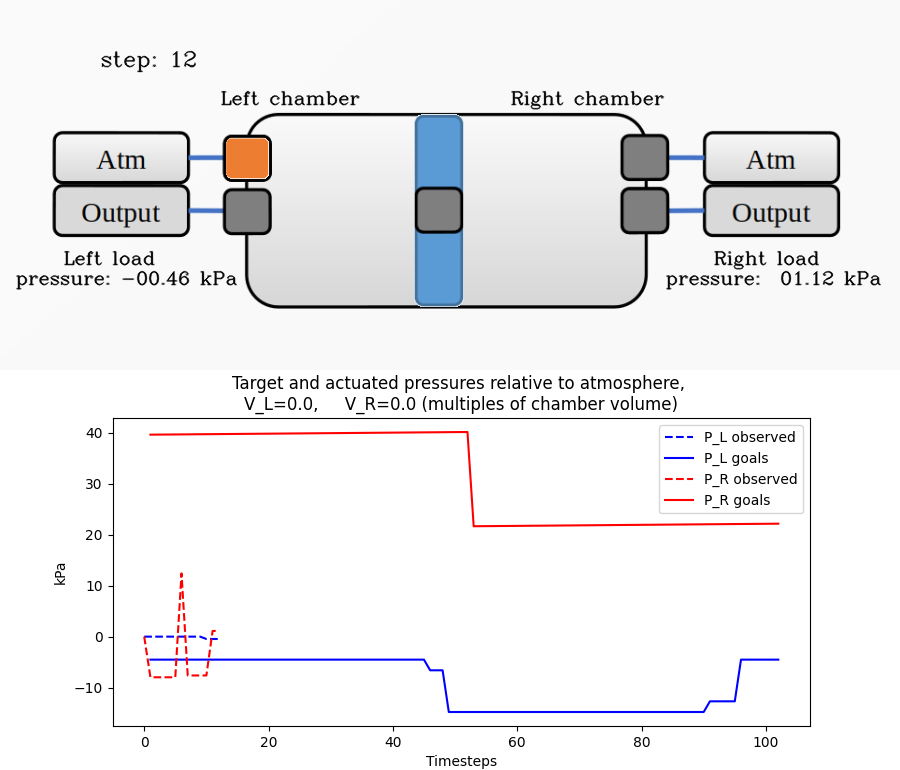 step: 12
Left chamber
Right chamber
Atm
Atm
Output
Output
Left load
pressure: −00.46 kPa
Right load
pressure:  01.12 kPa
Target and actuated pressures relative to atmosphere,
V_L=0.0,     V_R=0.0 (multiples of chamber volume)
40
30
20
10
0
−10
kPa
P_L observed
P_L goals
P_R observed
P_R goals
0
20
40
60
80
100
Timesteps